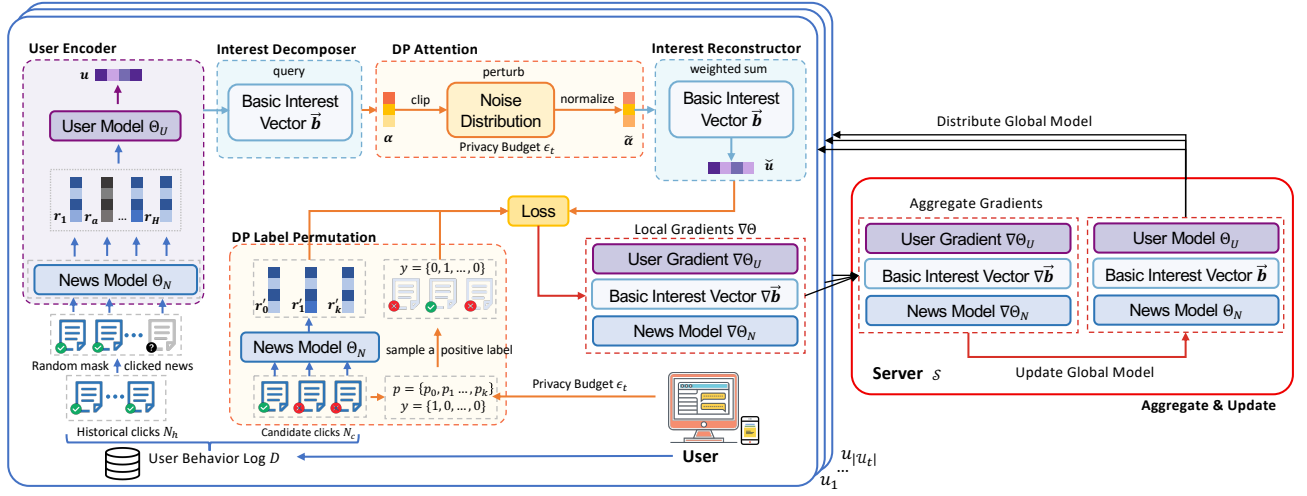 User Encoder
Interest Decomposer
DP Attention
Interest Reconstructor
u
query
perturb
weighted sum
User Model Θ_U
Basic Interest
Vector b⃗
clip
Noise
Distribution
normalize
Basic Interest
Vector b⃗
α
Privacy Budget ϵ_t
α̃
ŭ
Distribute Global Model
r_1 r_a ... r_H
News Model Θ_N
Loss
DP Label Permutation
y = {0, 1, ..., 0}
r'_0 r'_1 r'_k
News Model Θ_N
sample a positive label
p = {p_0, p_1 ..., p_k}
y = {1, 0, ..., 0}
Candidate clicks N_c
Random mask clicked news
...
Historical clicks N_h
User Behavior Log D
Local Gradients ∇Θ
User Gradient ∇Θ_U
Basic Interest Vector ∇b⃗
News Model ∇Θ_N
Privacy Budget ϵ_t
User
u_1 ... u_|𝒰_t|
Aggregate Gradients
User Gradient ∇Θ_U
Basic Interest Vector ∇b⃗
News Model ∇Θ_N
User Model Θ_U
Basic Interest Vector b⃗
News Model Θ_N
Server 𝒮
Update Global Model
Aggregate & Update